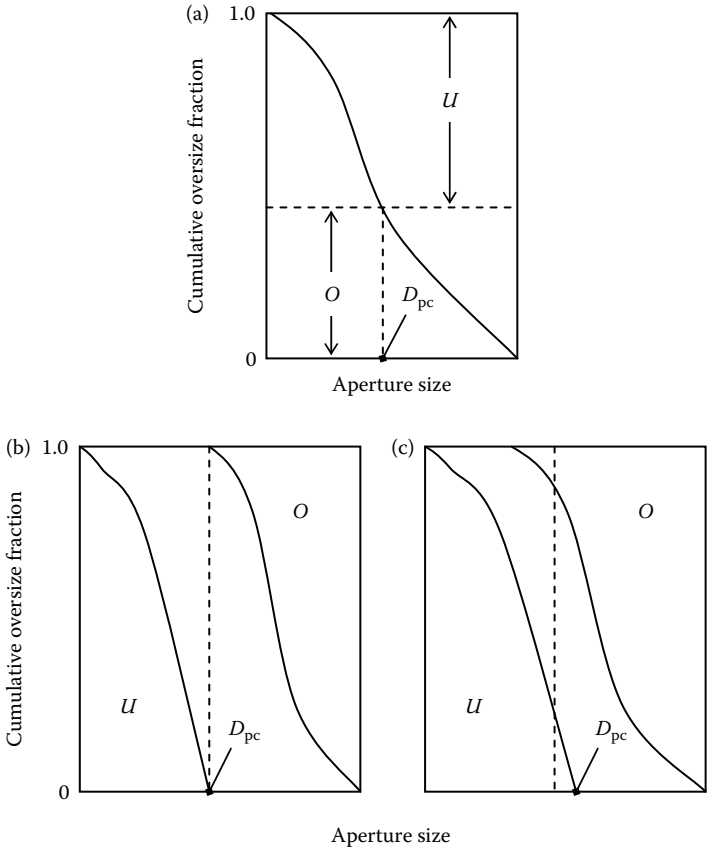 (a)
1.0
Cumulative oversize fraction
U
O
D_pc
0
Aperture size
(b)
1.0
Cumulative oversize fraction
O
U
D_pc
0
(c)
O
U
D_pc
Aperture size